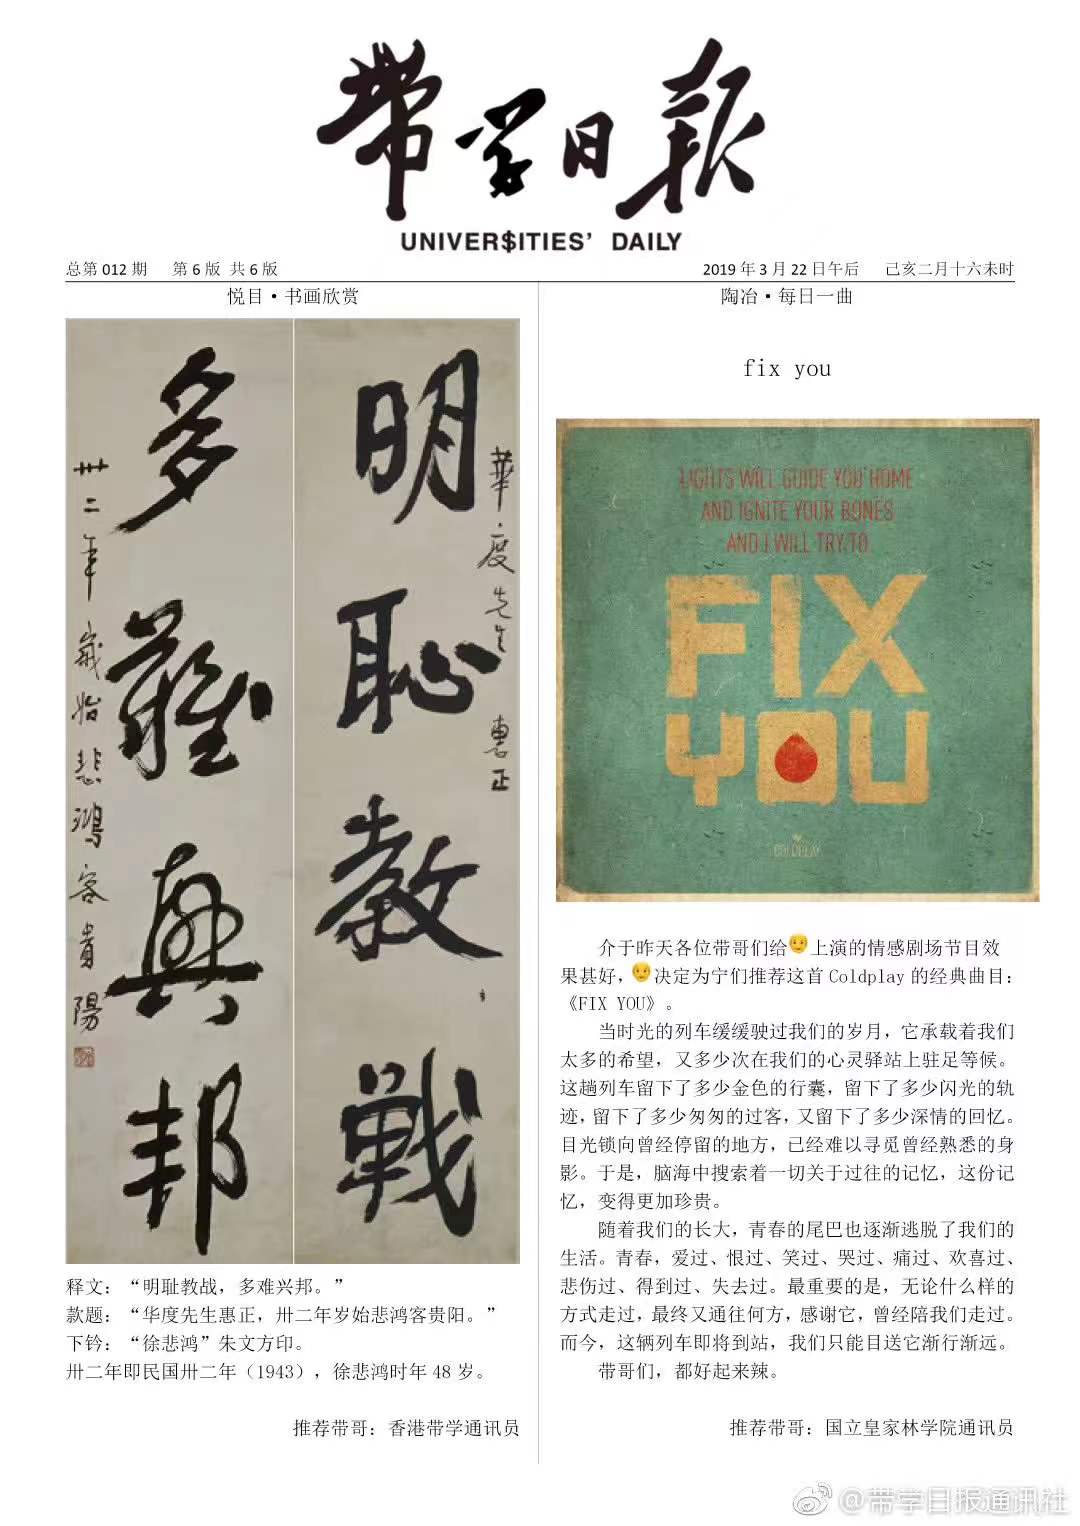 带学日报
UNIVER$ITIES’ DAILY
总第 012 期 第 6 版 共 6 版
2019 年 3 月 22 日午后 己亥二月十六未时
悦目·书画欣赏
華度先生 惠正
明恥教戰
多難興邦
卅二年歲始悲鴻客貴陽
释文：“明耻教战，多难兴邦。”
款题：“华度先生惠正，卅二年岁始悲鸿客贵阳。”
下钤：“徐悲鸿”朱文方印。
卅二年即民国卅二年（1943），徐悲鸿时年 48 岁。
推荐带哥：香港带学通讯员
陶冶·每日一曲
fix you
LIGHTS WILL GUIDE YOU HOME
AND IGNITE YOUR BONES
AND I WILL TRY TO
FIX
YOU
COLDPLAY
介于昨天各位带哥们给👴上演的情感剧场节目效
果甚好，👴决定为宁们推荐这首 Coldplay 的经典曲目：
《FIX YOU》。
当时光的列车缓缓驶过我们的岁月，它承载着我们
太多的希望，又多少次在我们的心灵驿站上驻足等候。
这趟列车留下了多少金色的行囊，留下了多少闪光的轨
迹，留下了多少匆匆的过客，又留下了多少深情的回忆。
目光锁向曾经停留的地方，已经难以寻觅曾经熟悉的身
影。于是，脑海中搜索着一切关于过往的记忆，这份记
忆，变得更加珍贵。
随着我们的长大，青春的尾巴也逐渐逃脱了我们的
生活。青春，爱过、恨过、笑过、哭过、痛过、欢喜过、
悲伤过、得到过、失去过。最重要的是，无论什么样的
方式走过，最终又通往何方，感谢它，曾经陪我们走过。
而今，这辆列车即将到站，我们只能目送它渐行渐远。
带哥们，都好起来辣。
推荐带哥：国立皇家林学院通讯员
@带学日报通讯社